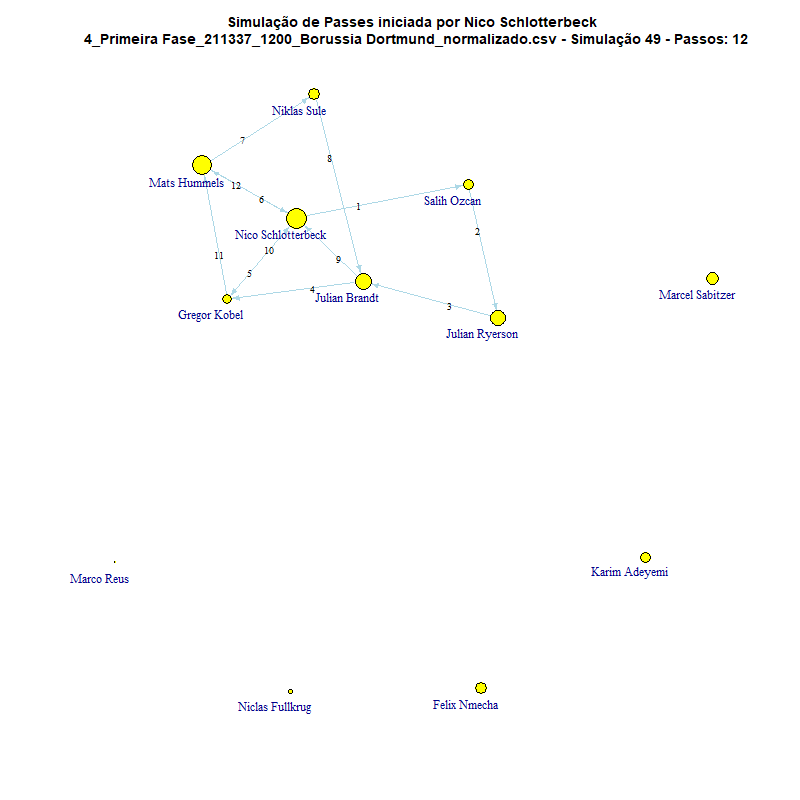 Simulação de Passes iniciada por Nico Schlotterbeck
4_Primeira Fase_211337_1200_Borussia Dortmund_normalizado.csv - Simulação 49 - Passos: 12
Niklas Sule
7
8
Mats Hummels
12
6
1
Salih Ozcan
Nico Schlotterbeck
2
10
11
9
5
4
Julian Brandt
Marcel Sabitzer
3
Gregor Kobel
Julian Ryerson
Karim Adeyemi
Marco Reus
Niclas Fullkrug
Felix Nmecha